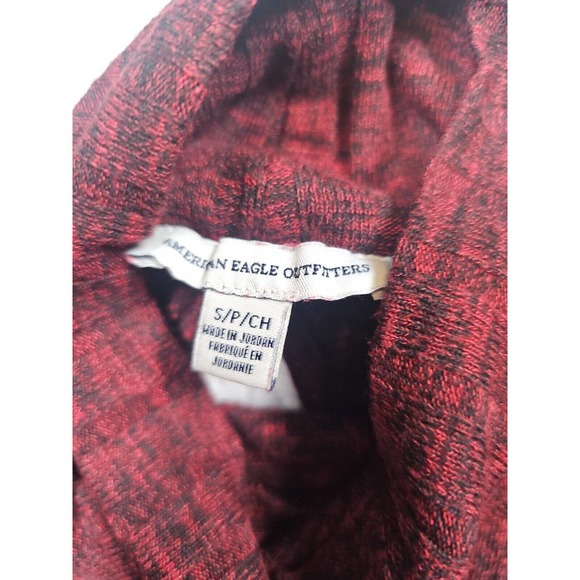 AMERICAN EAGLE OUTFITTERS
S/P/CH
MADE IN JORDAN
FABRIQUÉ EN
JORDANIE